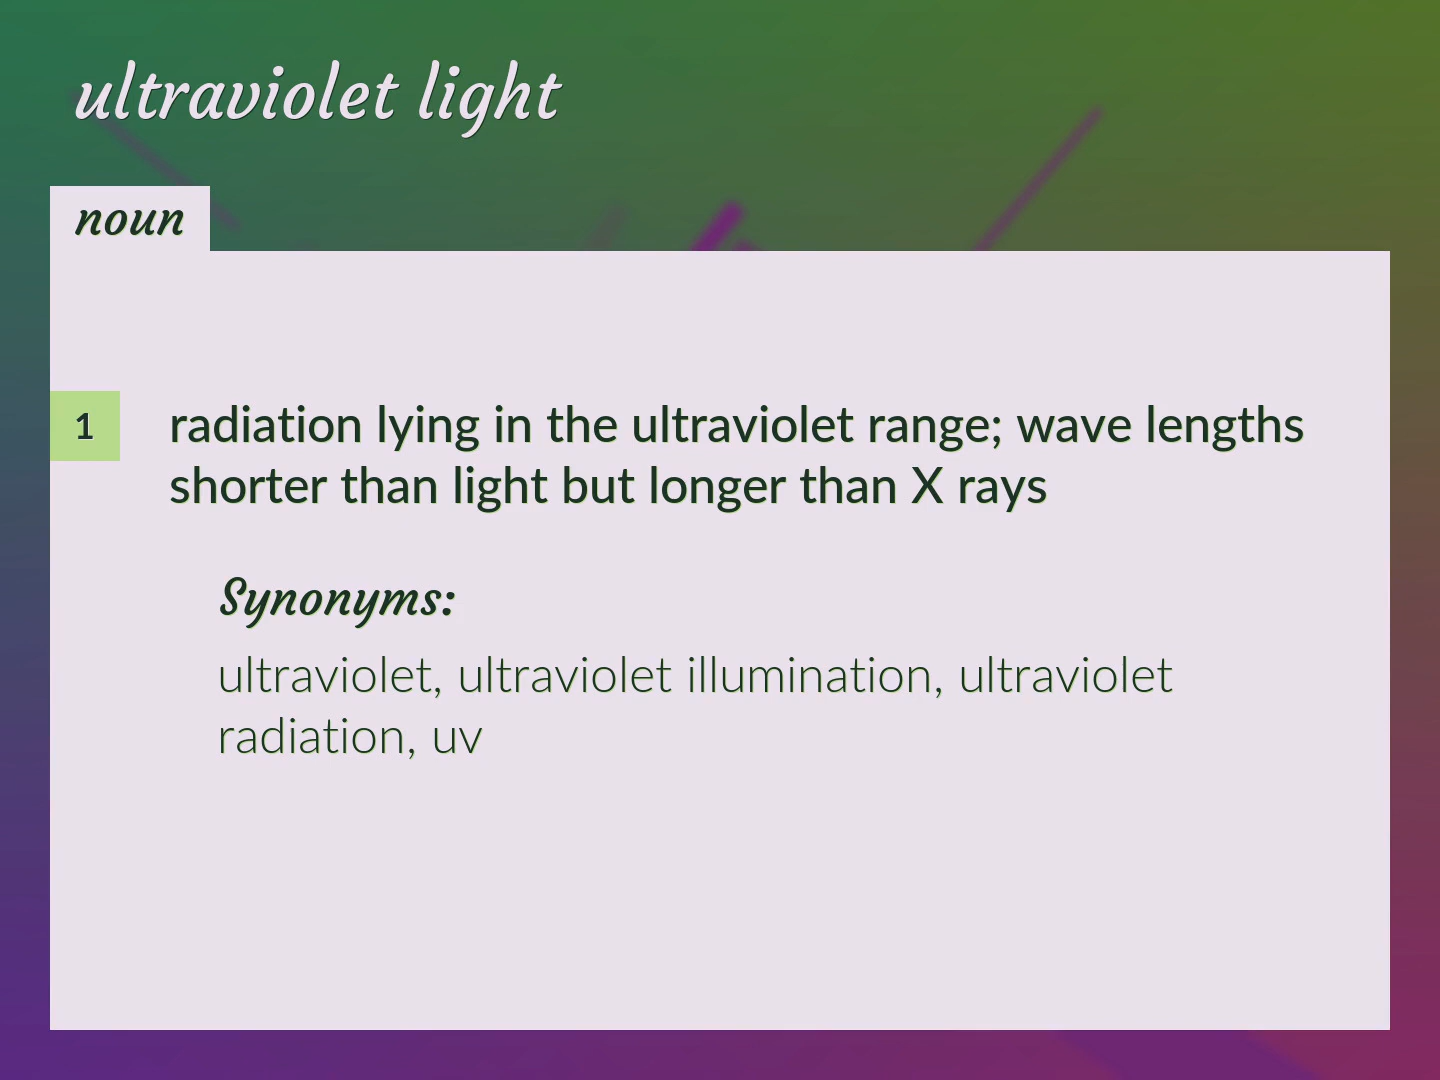 ultraviolet light
noun
1
radiation lying in the ultraviolet range; wave lengths
shorter than light but longer than X rays
Synonyms:
ultraviolet, ultraviolet illumination, ultraviolet
radiation, uv